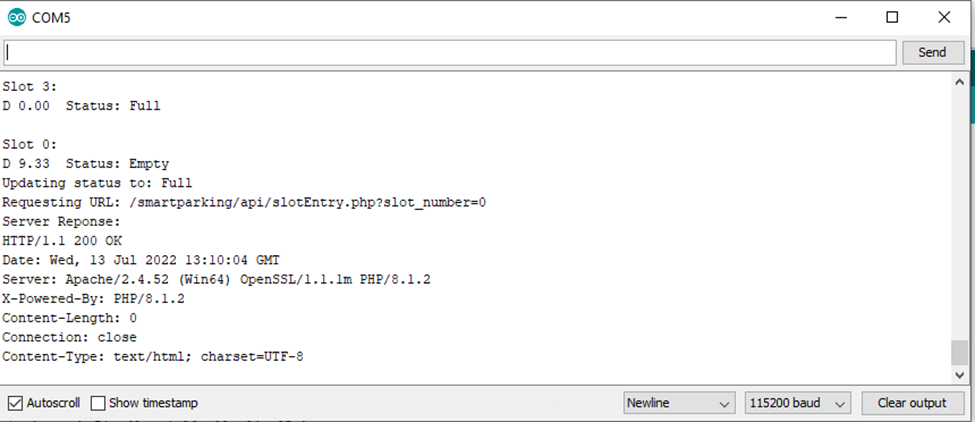 COM5
Send
Slot 3:
D 0.00  Status: Full
Slot 0:
D 9.33  Status: Empty
Updating status to: Full
Requesting URL: /smartparking/api/slotEntry.php?slot_number=0
Server Reponse:
HTTP/1.1 200 OK
Date: Wed, 13 Jul 2022 13:10:04 GMT
Server: Apache/2.4.52 (Win64) OpenSSL/1.1.1m PHP/8.1.2
X-Powered-By: PHP/8.1.2
Content-Length: 0
Connection: close
Content-Type: text/html; charset=UTF-8
Autoscroll Show timestamp Newline 115200 baud Clear output